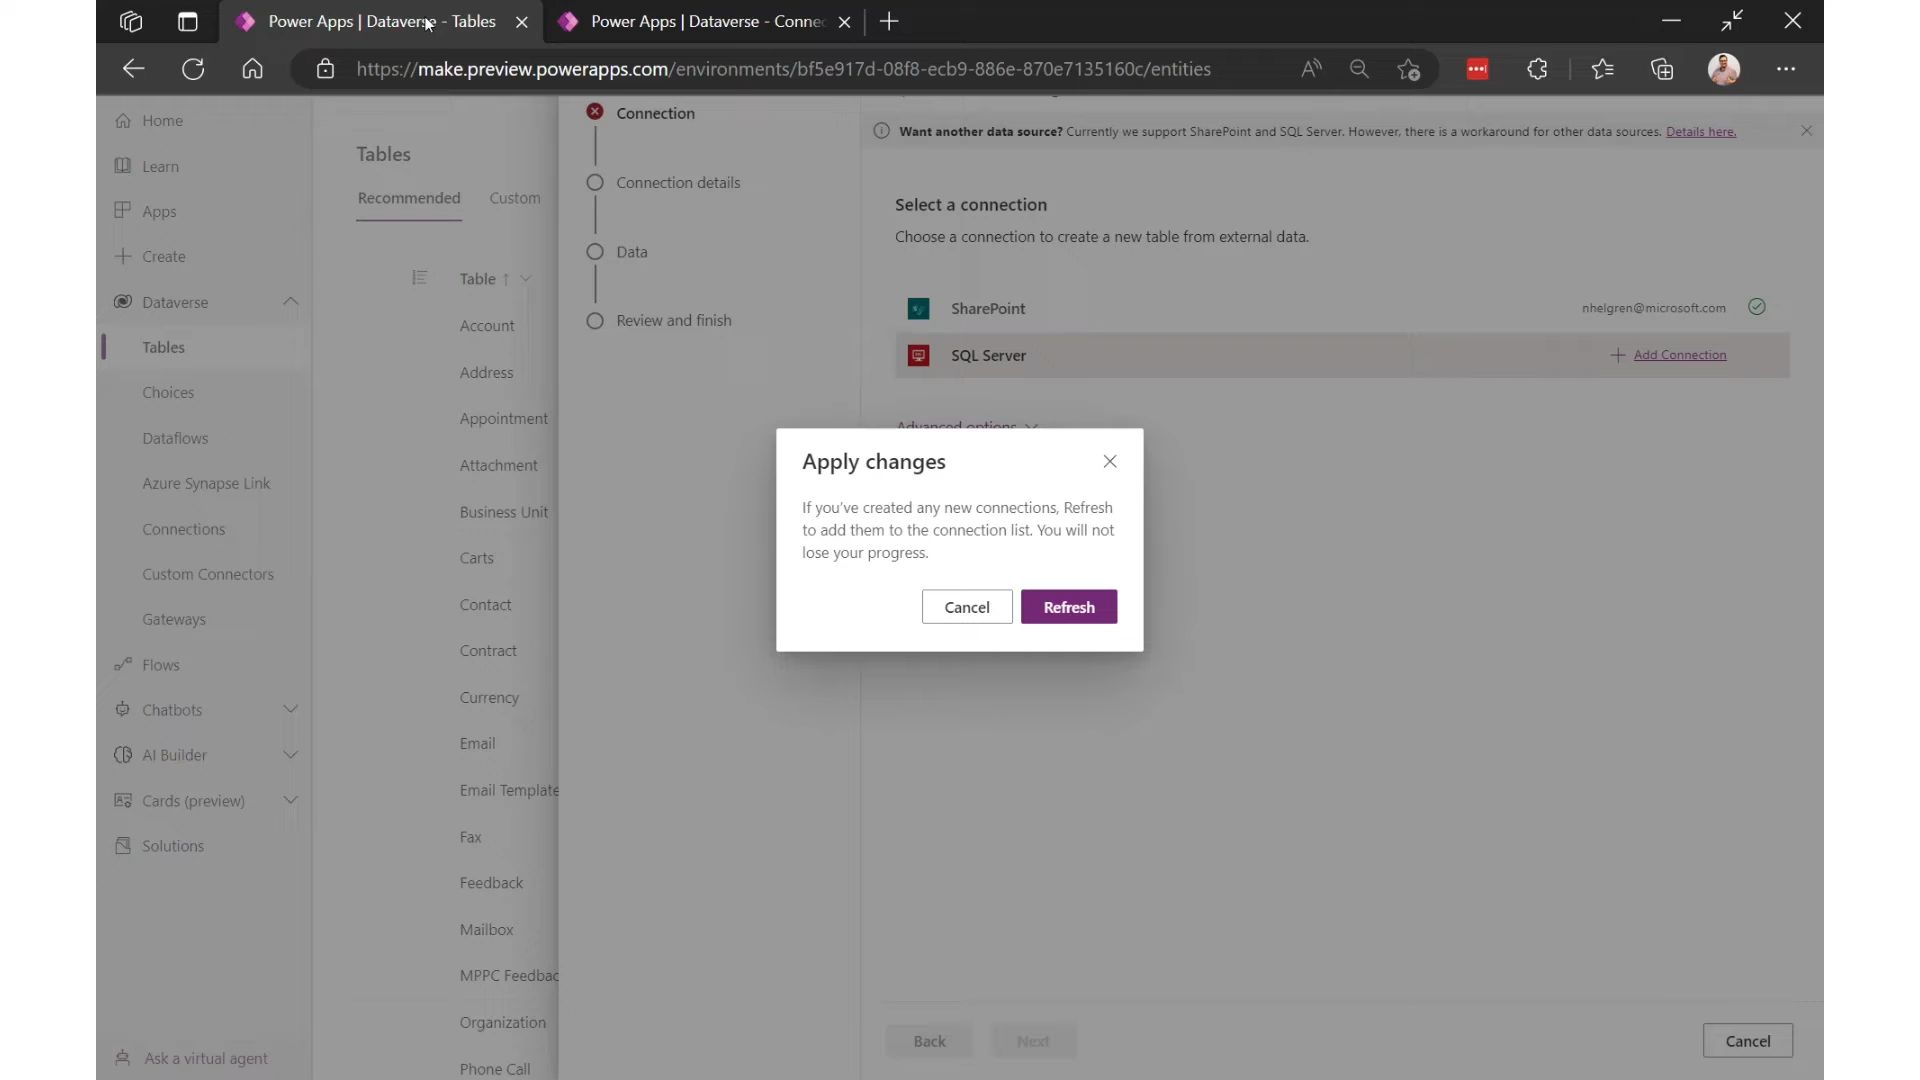 Power Apps | Dataverse - Tables
Power Apps | Dataverse - Connec
https://make.preview.powerapps.com/environments/bf5e917d-08f8-ecb9-886e-870e7135160c/entities
Home
Learn
Apps
Create
Dataverse
Tables
Choices
Dataflows
Azure Synapse Link
Connections
Custom Connectors
Gateways
Flows
Chatbots
AI Builder
Cards (preview)
Solutions
Ask a virtual agent
Tables
Recommended
Custom
Table
Account
Address
Appointment
Attachment
Business Unit
Carts
Contact
Contract
Currency
Email
Email Template
Fax
Feedback
Mailbox
MPPC Feedbac
Organization
Phone Call
Connection
Connection details
Data
Review and finish
Want another data source? Currently we support SharePoint and SQL Server. However, there is a workaround for other data sources. Details here.
Select a connection
Choose a connection to create a new table from external data.
SharePoint
nhelgren@microsoft.com
SQL Server
Add Connection
Advanced options
Apply changes
If you've created any new connections, Refresh
to add them to the connection list. You will not
lose your progress.
Cancel
Refresh
Back
Next
Cancel